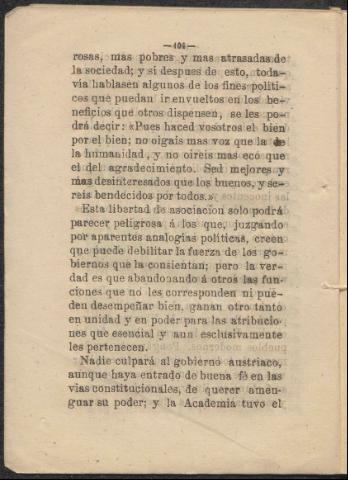 —104—
rosas, mas pobres y mas atrasadas de
la sociedad; y si despues de esto, toda-
vía hablasen algunos de los fines políti-
cos que puedan ir envueltos en los be-
neficios que otros dispensen, se les po-
drá decir: «Pues haced vosotros el bien
por el bien; no oigais mas voz que la de
la humanidad, y no oireis mas eco que
el del agradecimiento. Sed mejores y
mas desinteresados que los buenos, y se-
reis bendecidos por todos.»
Esta libertad de asociacion solo podrá
parecer peligrosa á los que, juzgando
por aparentes analogías políticas, creen
que puede debilitar la fuerza de los go-
biernos que la consientan; pero la ver-
dad es que abandonando á otros las fun-
ciones que no les corresponden ni pue-
den desempeñar bien, ganan otro tanto
en unidad y en poder para las atribucio-
nes que esencial y aun esclusivamente
les pertenecen.
Nadie culpará al gobierno austriaco,
aunque haya entrado de buena fé en las
vias constitucionales, de querer amen-
guar su poder; y la Academia tuvo el